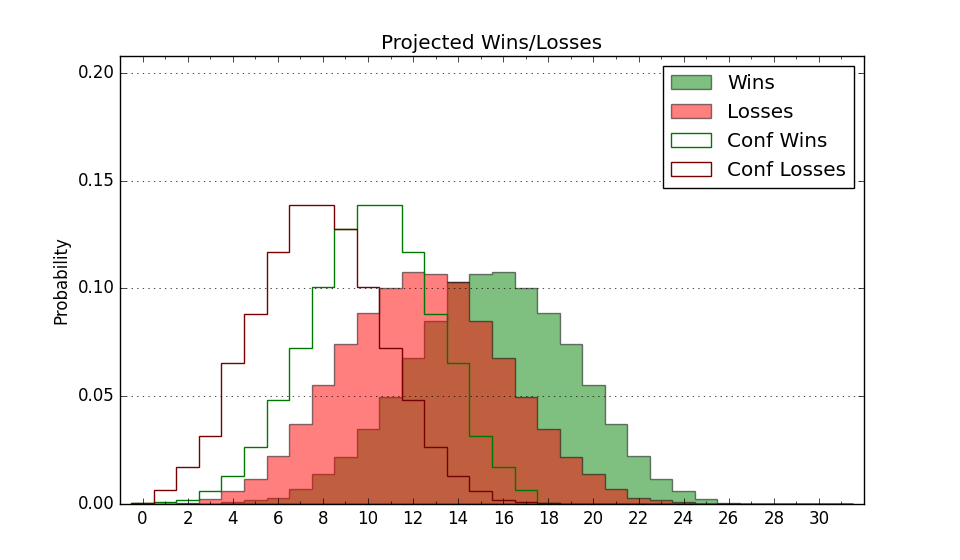 Projected Wins/Losses
0.20
0.15
0.10
0.05
0.00
Probability
Wins
Losses
Conf Wins
Conf Losses
0 2 4 6 8 10 12 14 16 18 20 22 24 26 28 30